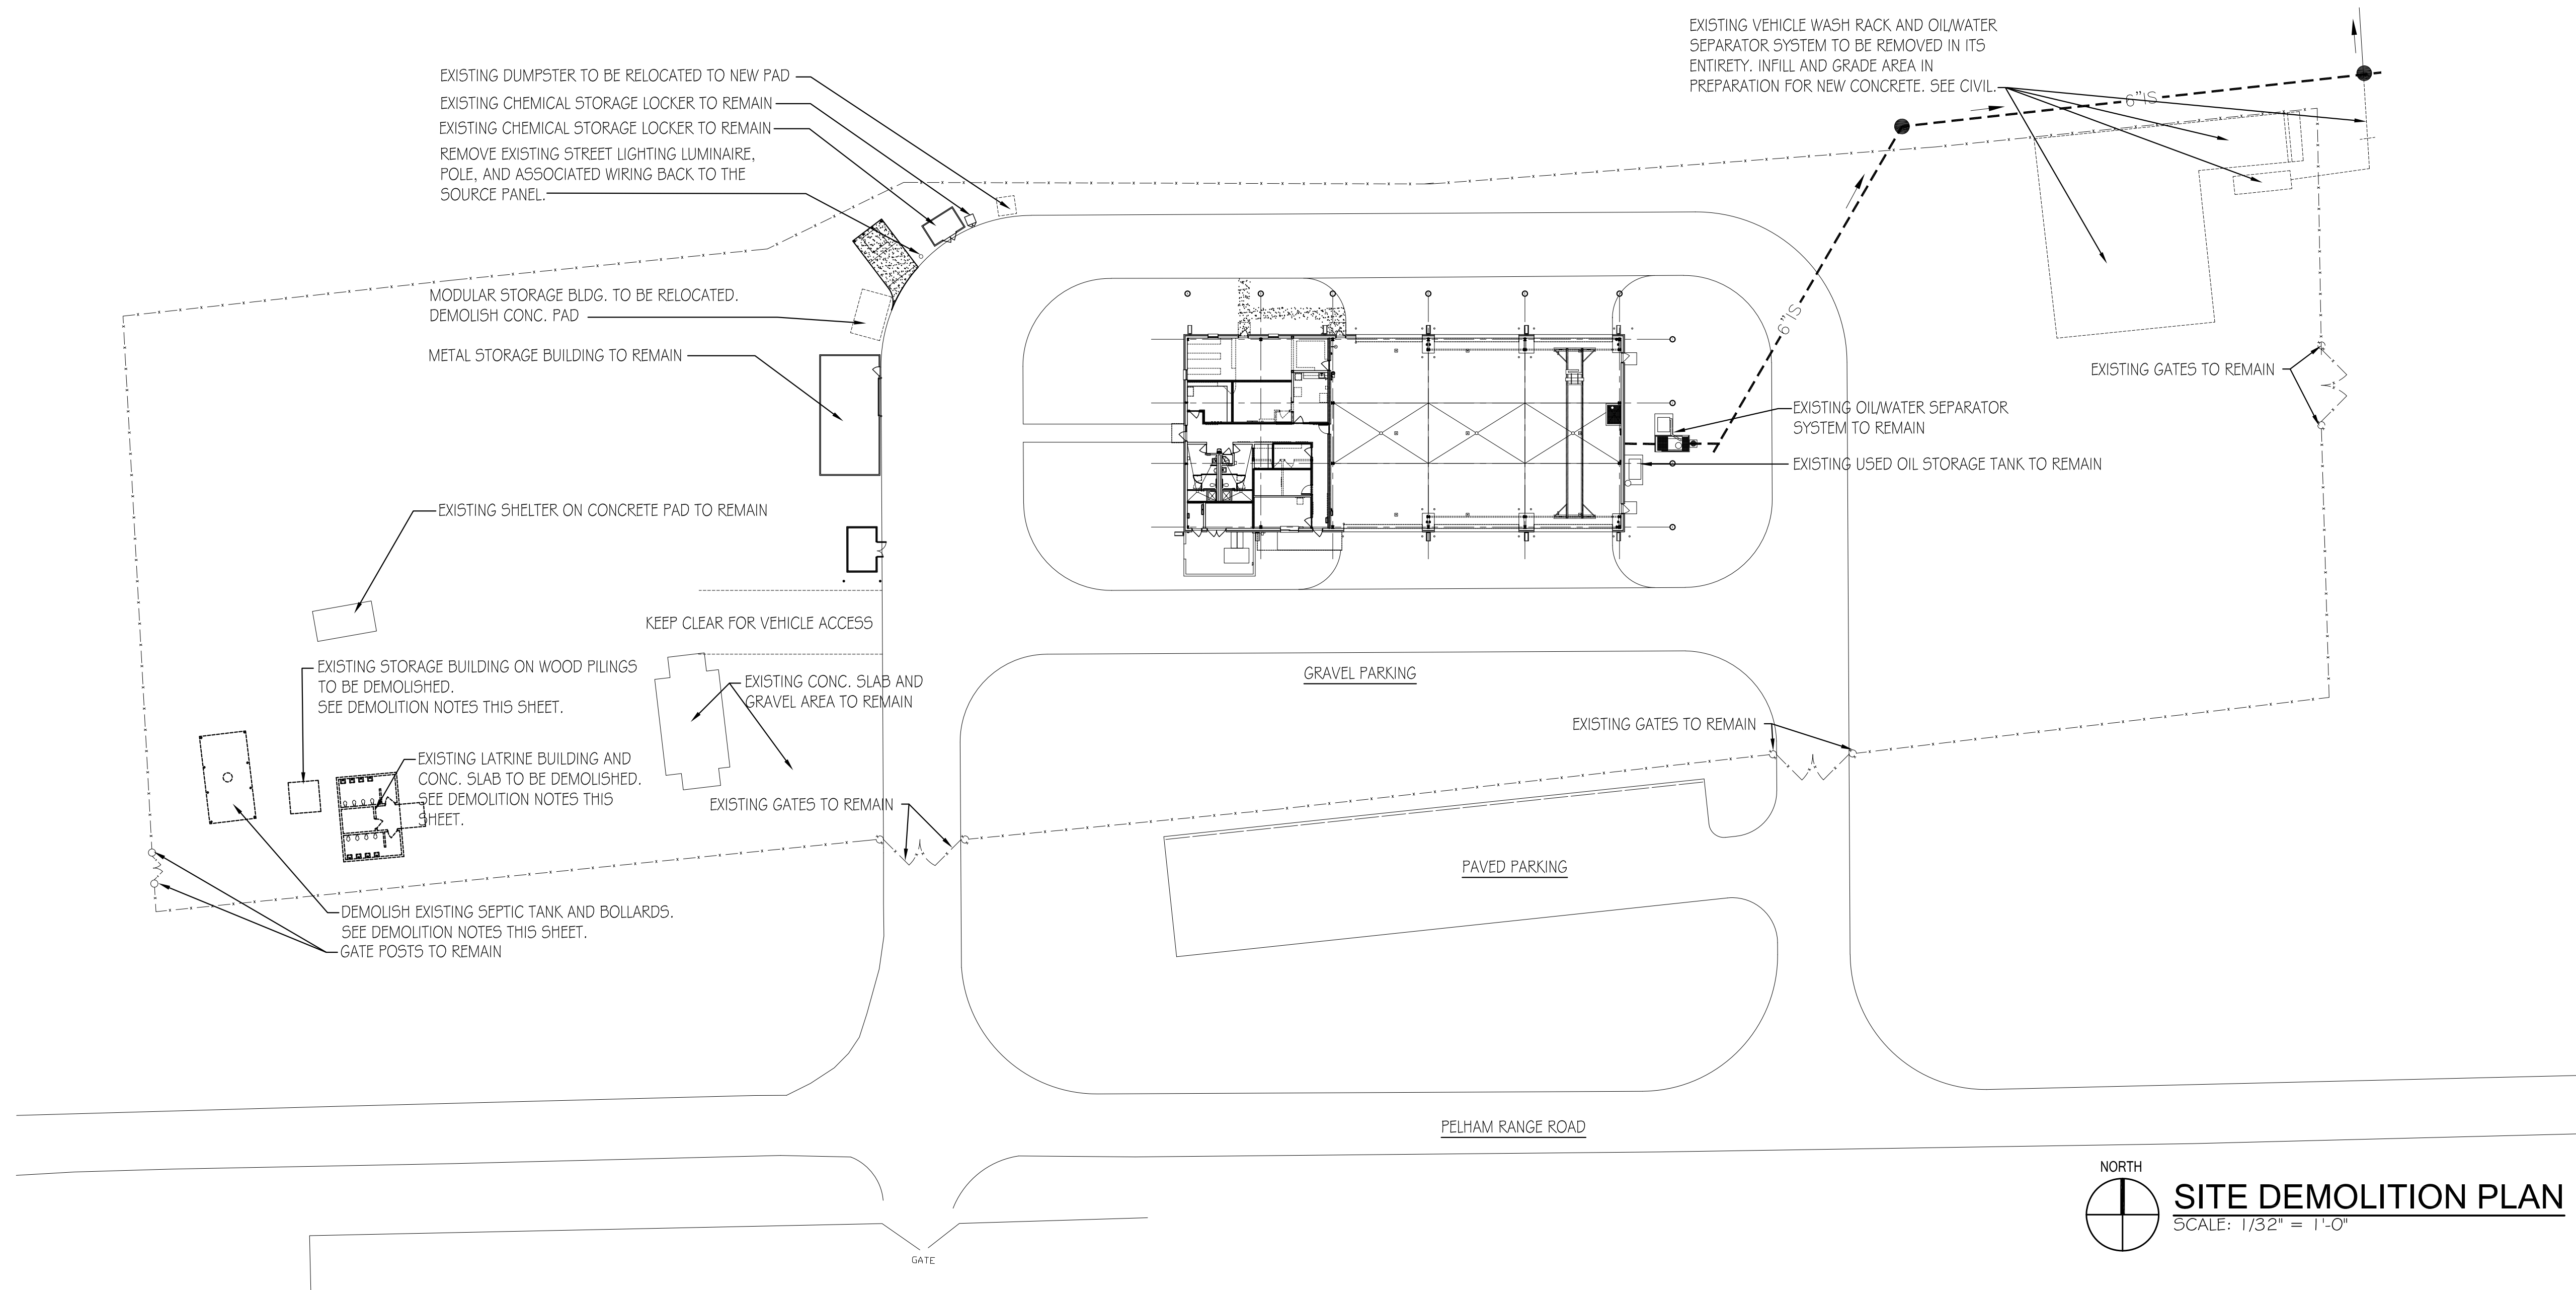 EXISTING VEHICLE WASH RACK AND OIL/WATER
SEPARATOR SYSTEM TO BE REMOVED IN ITS
ENTIRETY. INFILL AND GRADE AREA IN
PREPARATION FOR NEW CONCRETE. SEE CIVIL.
EXISTING DUMPSTER TO BE RELOCATED TO NEW PAD
EXISTING CHEMICAL STORAGE LOCKER TO REMAIN
EXISTING CHEMICAL STORAGE LOCKER TO REMAIN
REMOVE EXISTING STREET LIGHTING LUMINAIRE,
POLE, AND ASSOCIATED WIRING BACK TO THE
SOURCE PANEL.
6"IS
6"IS
MODULAR STORAGE BLDG. TO BE RELOCATED.
DEMOLISH CONC. PAD
METAL STORAGE BUILDING TO REMAIN
EXISTING GATES TO REMAIN
EXISTING OIL/WATER SEPARATOR
SYSTEM TO REMAIN
EXISTING USED OIL STORAGE TANK TO REMAIN
EXISTING SHELTER ON CONCRETE PAD TO REMAIN
KEEP CLEAR FOR VEHICLE ACCESS
EXISTING STORAGE BUILDING ON WOOD PILINGS
TO BE DEMOLISHED.
SEE DEMOLITION NOTES THIS SHEET.
EXISTING CONC. SLAB AND
GRAVEL AREA TO REMAIN
GRAVEL PARKING
EXISTING GATES TO REMAIN
EXISTING LATRINE BUILDING AND
CONC. SLAB TO BE DEMOLISHED.
SEE DEMOLITION NOTES THIS
SHEET.
EXISTING GATES TO REMAIN
PAVED PARKING
DEMOLISH EXISTING SEPTIC TANK AND BOLLARDS.
SEE DEMOLITION NOTES THIS SHEET.
GATE POSTS TO REMAIN
PELHAM RANGE ROAD
NORTH
SITE DEMOLITION PLAN
SCALE: 1/32" = 1'-0"
GATE